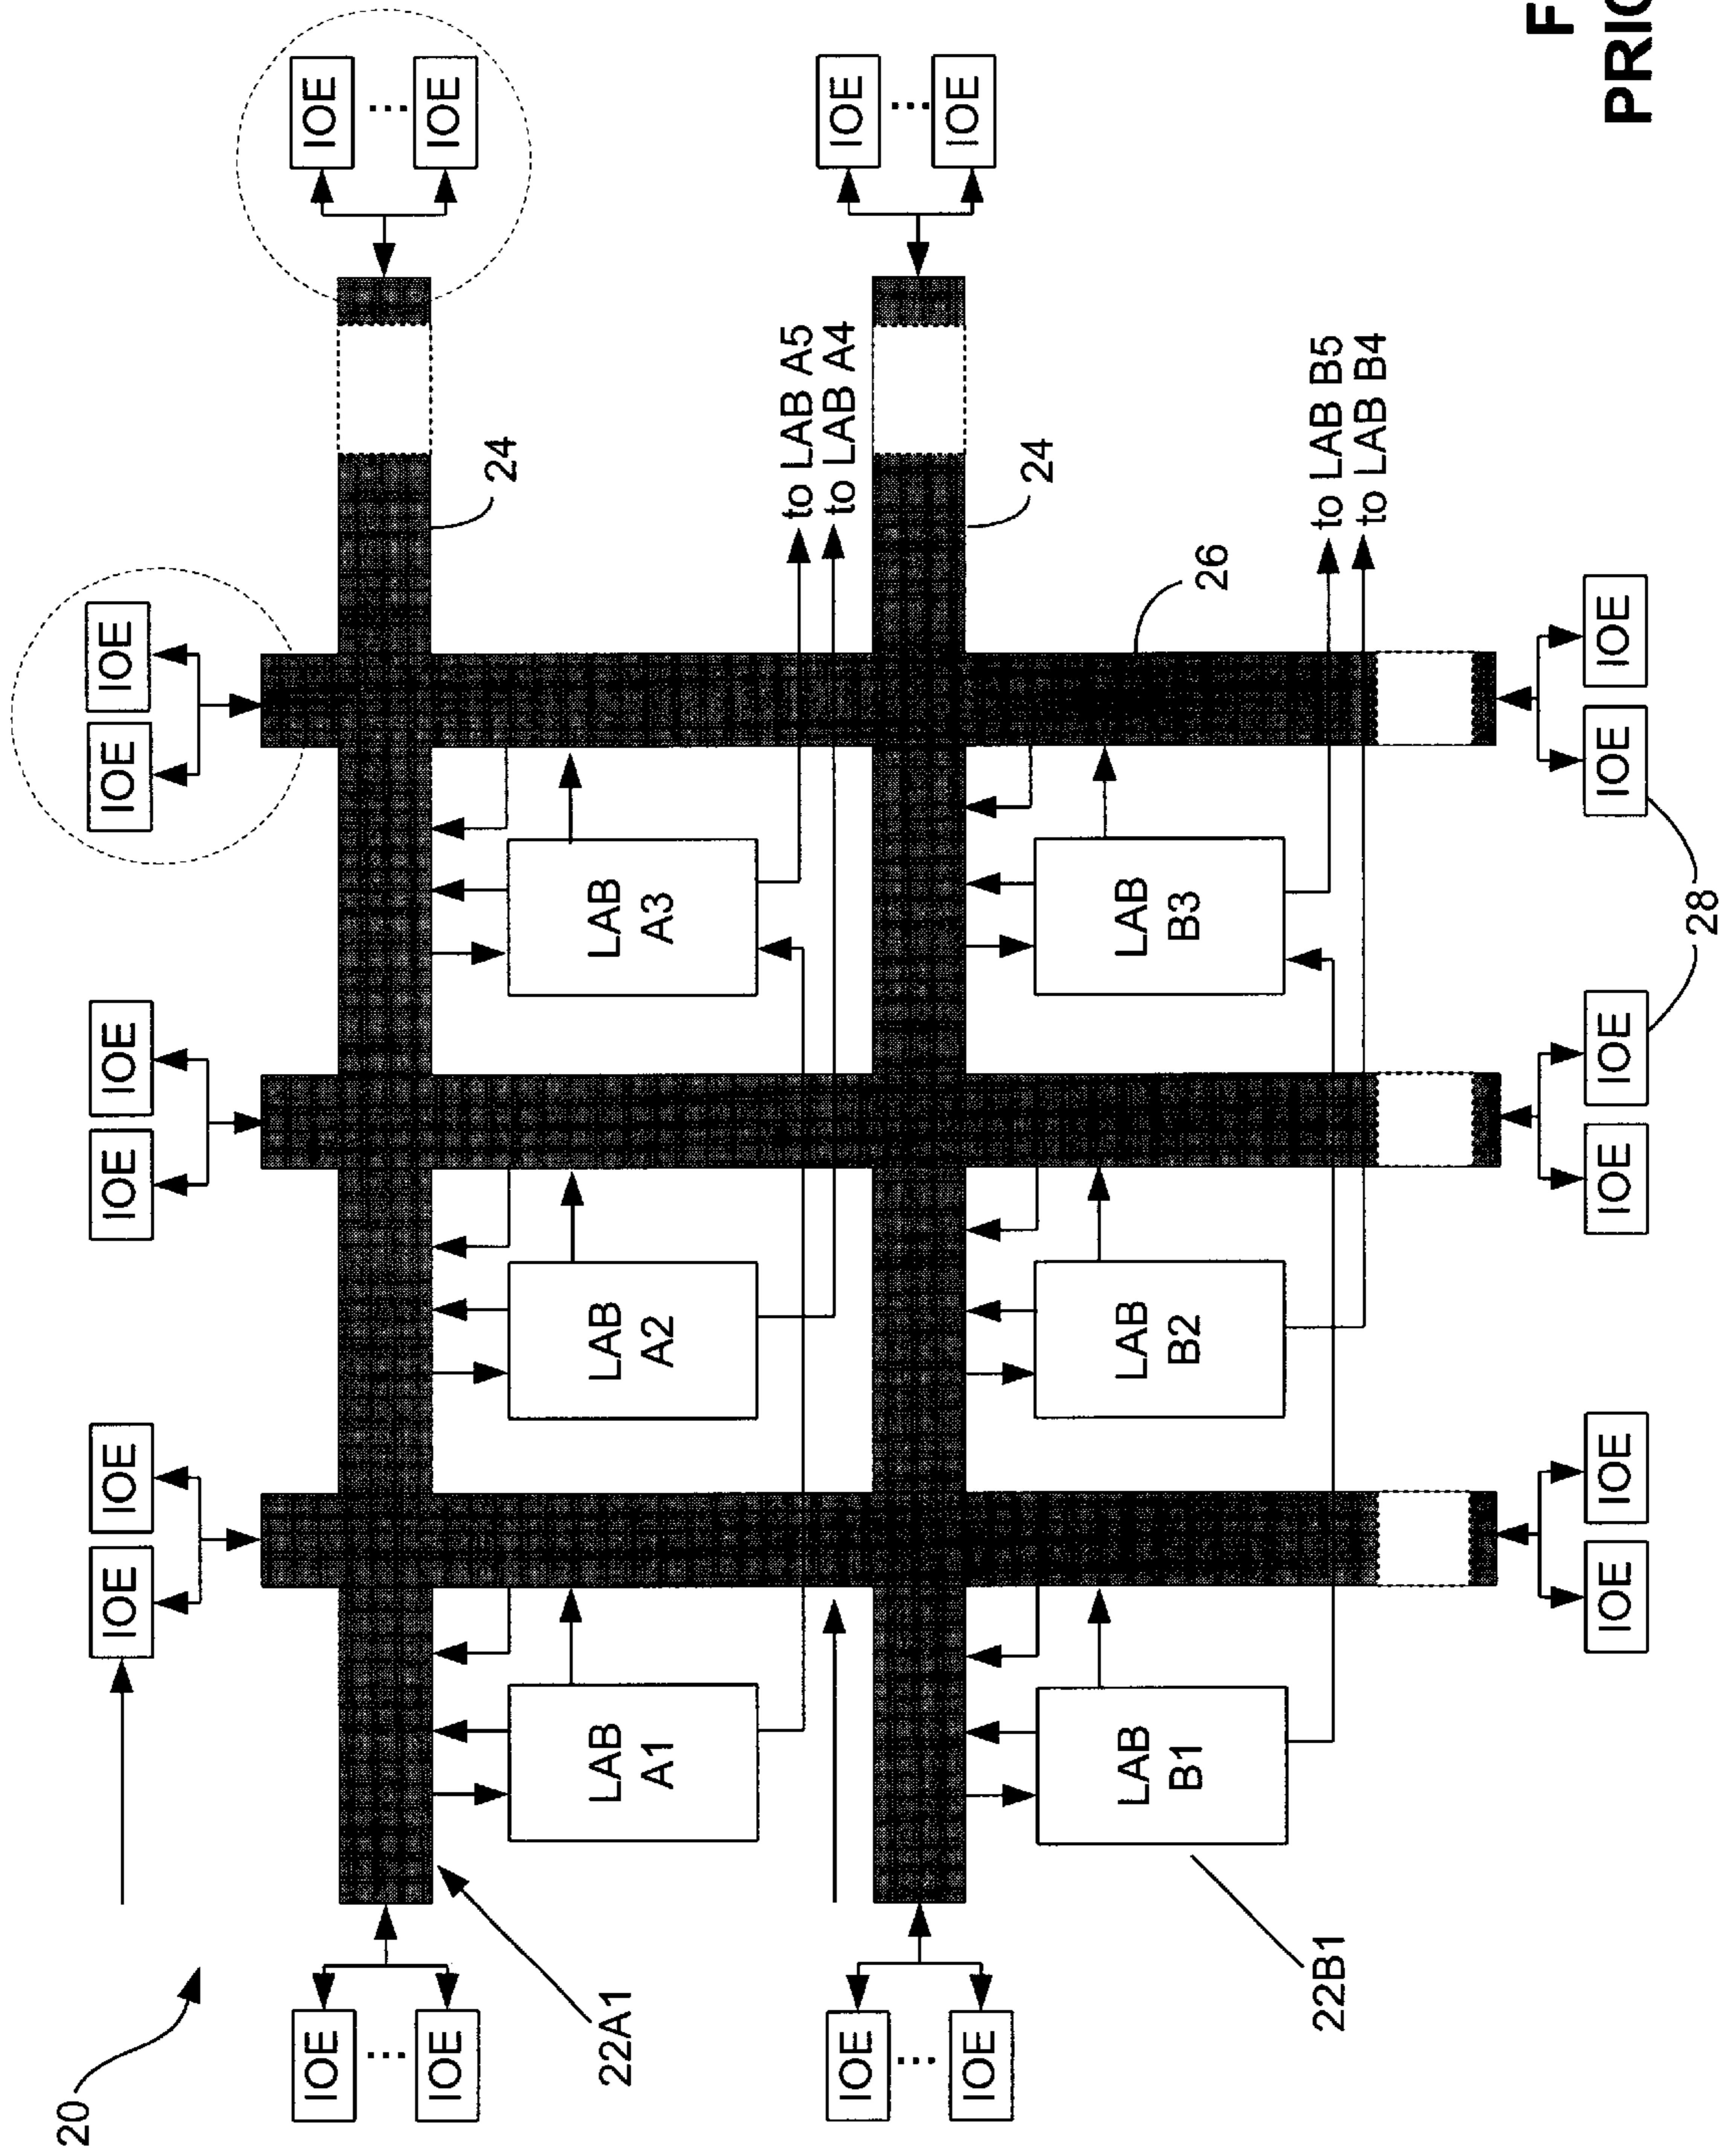 20
IOE IOE IOE IOE IOE IOE
IOE IOE
... ...
IOE IOE
24
22A1
LAB A1
LAB A2
LAB A3
to LAB A5
to LAB A4
IOE IOE
... ...
IOE IOE
24
LAB B1
LAB B2
LAB B3
26
22B1
to LAB B5
to LAB B4
IOE IOE IOE IOE IOE IOE
28
F